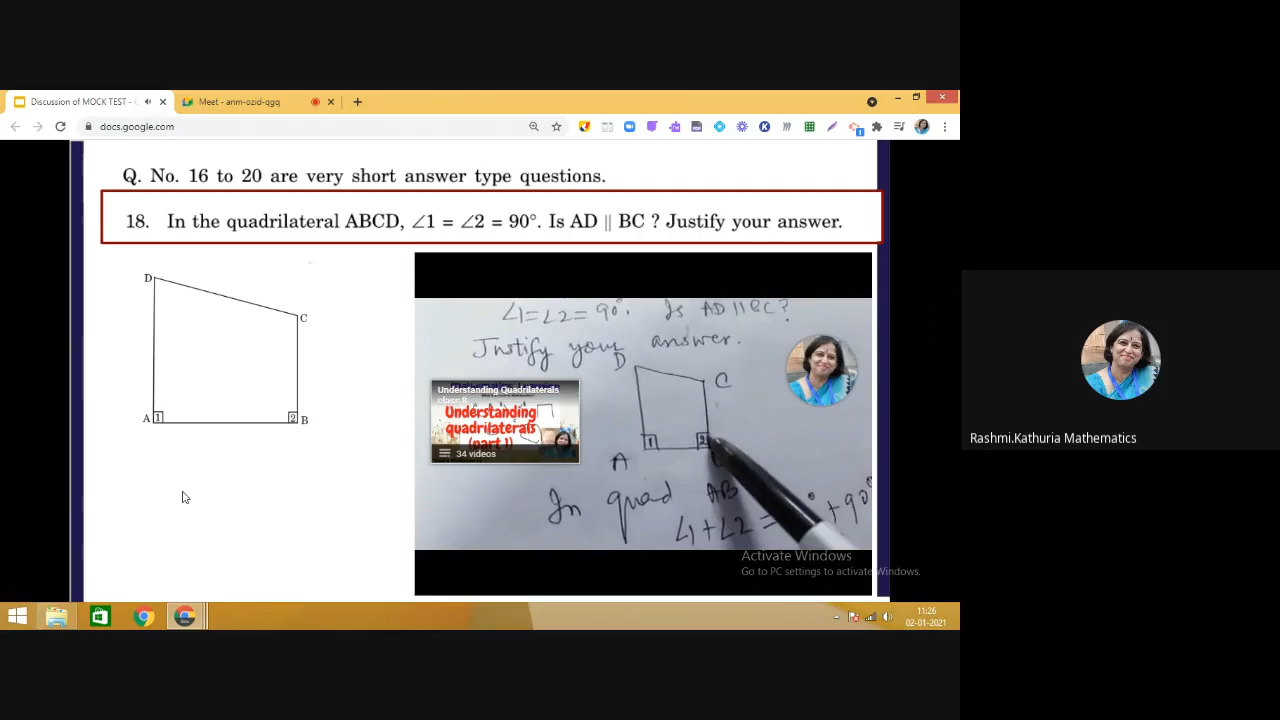 Discussion of MOCK TEST -
Meet - anm-ozid-qgq
docs.google.com
Q. No. 16 to 20 are very short answer type questions.
18. In the quadrilateral ABCD, ∠1 = ∠2 = 90°. Is AD || BC ? Justify your answer.
D
C
A 1
2 B
∠1=∠2=90°. Is AD||BC?
Justify your answer.
D
C
1
2
A
In quad AB
∠1+∠2= ° +90°
Understanding Quadrilaterals
class 8
Understanding
quadrilaterals
(part 1)
34 videos
Rashmi.Kathuria Mathematics
Activate Windows
Go to PC settings to activate Windows.
11:26
02-01-2021